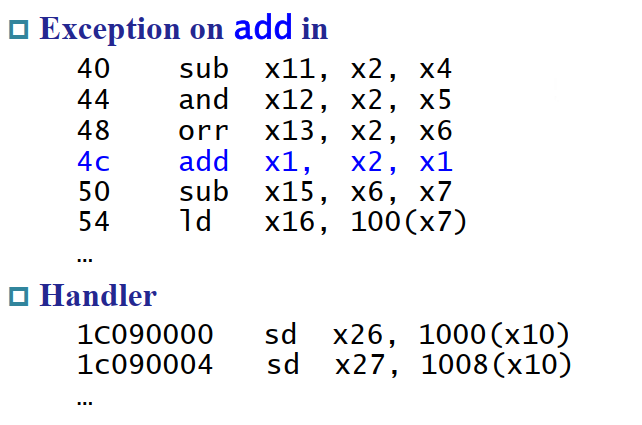 Exception on add in
40 sub x11, x2, x4
44 and x12, x2, x5
48 orr x13, x2, x6
4c add x1, x2, x1
50 sub x15, x6, x7
54 ld x16, 100(x7)
…
Handler
1C090000 sd x26, 1000(x10)
1c090004 sd x27, 1008(x10)
…